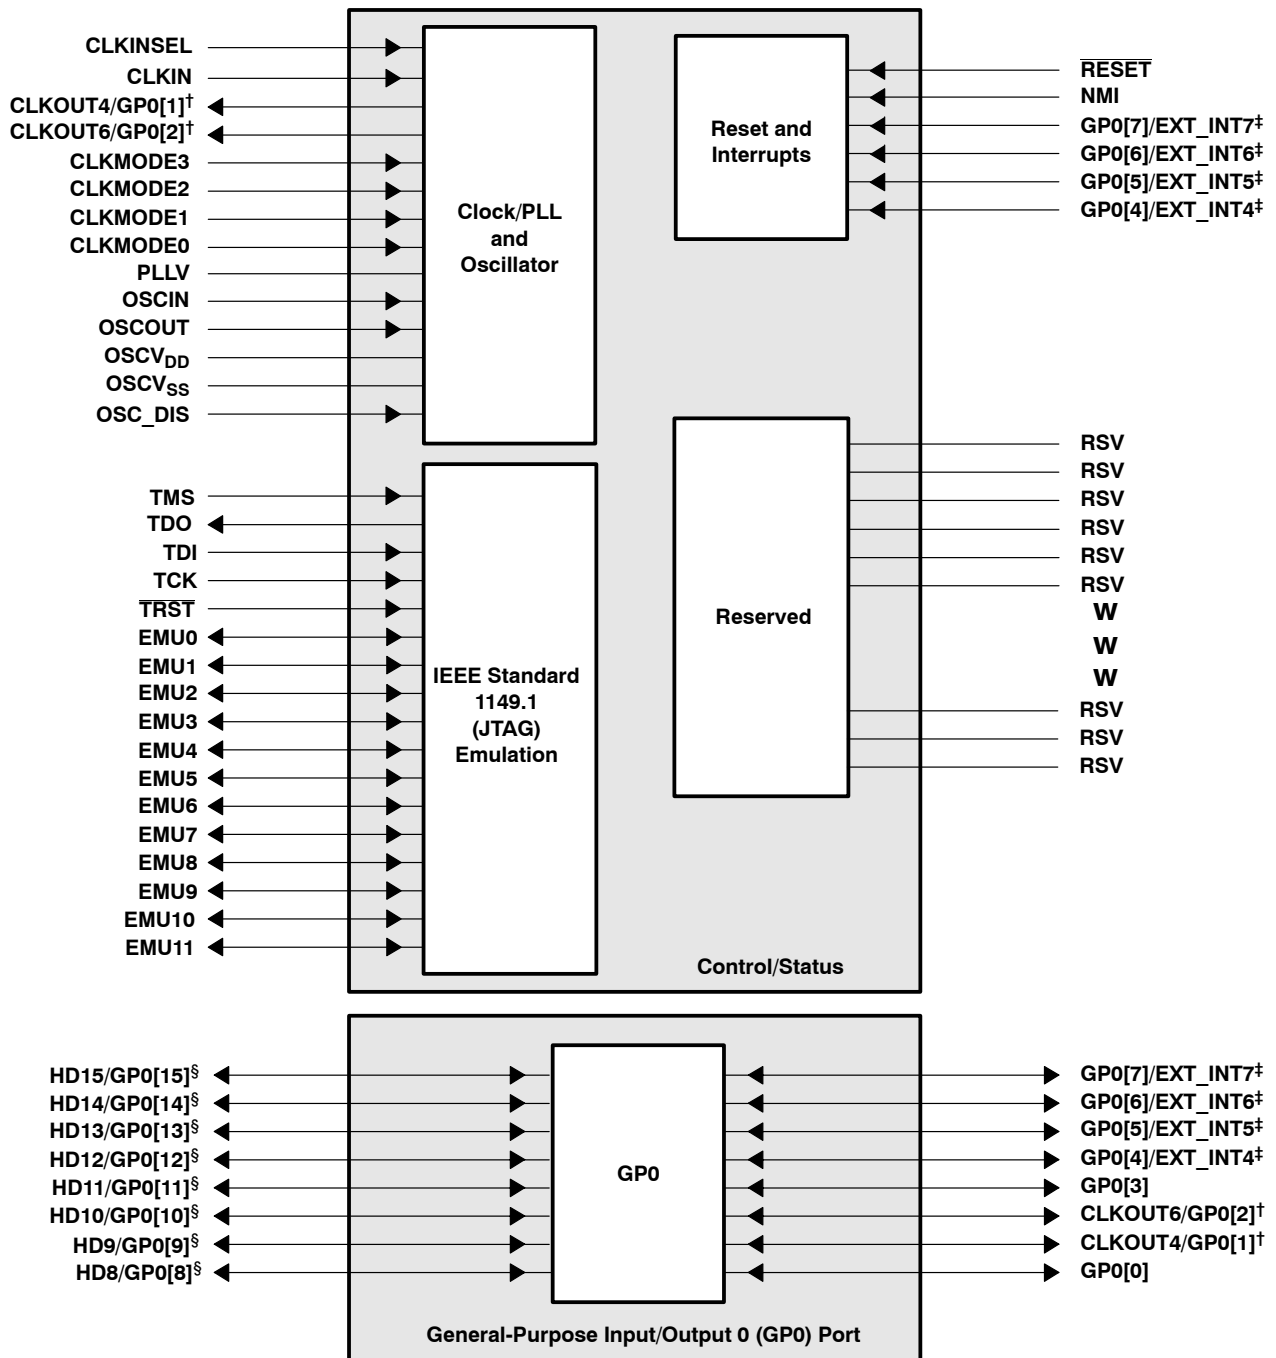 CLKINSEL
CLKIN
CLKOUT4/GP0[1]†
CLKOUT6/GP0[2]†
CLKMODE3
CLKMODE2
CLKMODE1
CLKMODE0
PLLV
OSCIN
OSCOUT
OSCVDD
OSCVSS
OSC_DIS
Clock/PLL
and
Oscillator
Reset and
Interrupts
RESET
NMI
GP0[7]/EXT_INT7‡
GP0[6]/EXT_INT6‡
GP0[5]/EXT_INT5‡
GP0[4]/EXT_INT4‡
TMS
TDO
TDI
TCK
TRST
EMU0
EMU1
EMU2
EMU3
EMU4
EMU5
EMU6
EMU7
EMU8
EMU9
EMU10
EMU11
IEEE Standard
1149.1
(JTAG)
Emulation
Reserved
RSV
RSV
RSV
RSV
RSV
RSV
W
W
W
RSV
RSV
RSV
Control/Status
HD15/GP0[15]§
HD14/GP0[14]§
HD13/GP0[13]§
HD12/GP0[12]§
HD11/GP0[11]§
HD10/GP0[10]§
HD9/GP0[9]§
HD8/GP0[8]§
GP0
GP0[7]/EXT_INT7‡
GP0[6]/EXT_INT6‡
GP0[5]/EXT_INT5‡
GP0[4]/EXT_INT4‡
GP0[3]
CLKOUT6/GP0[2]†
CLKOUT4/GP0[1]†
GP0[0]
General-Purpose Input/Output 0 (GP0) Port